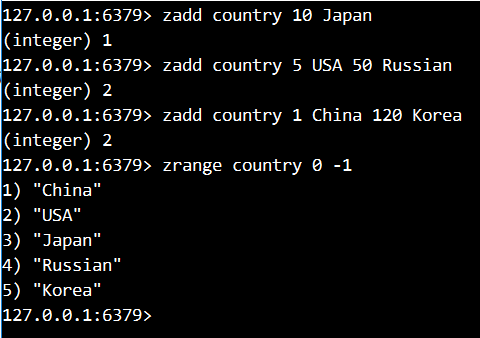 127.0.0.1:6379> zadd country 10 Japan
(integer) 1
127.0.0.1:6379> zadd country 5 USA 50 Russian
(integer) 2
127.0.0.1:6379> zadd country 1 China 120 Korea
(integer) 2
127.0.0.1:6379> zrange country 0 -1
1) "China"
2) "USA"
3) "Japan"
4) "Russian"
5) "Korea"
127.0.0.1:6379>